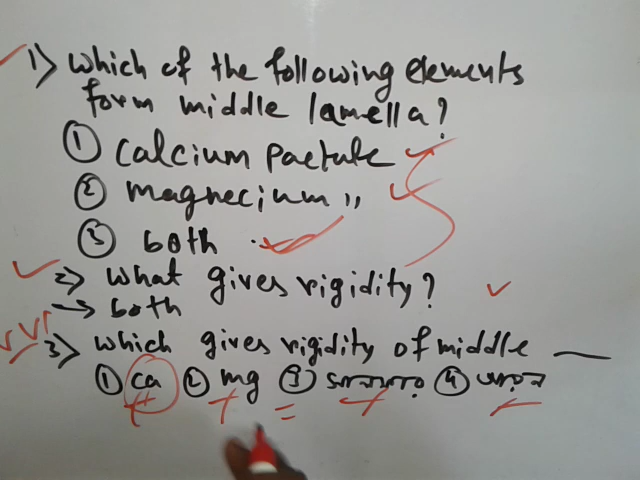 1) Which of the following elements
form middle lamella?
① calcium pactate
② magnecium ,,
③ both
2) What gives rigidity?
→ both
3) which gives rigidity of middle —
① ca ② mg ③ ④